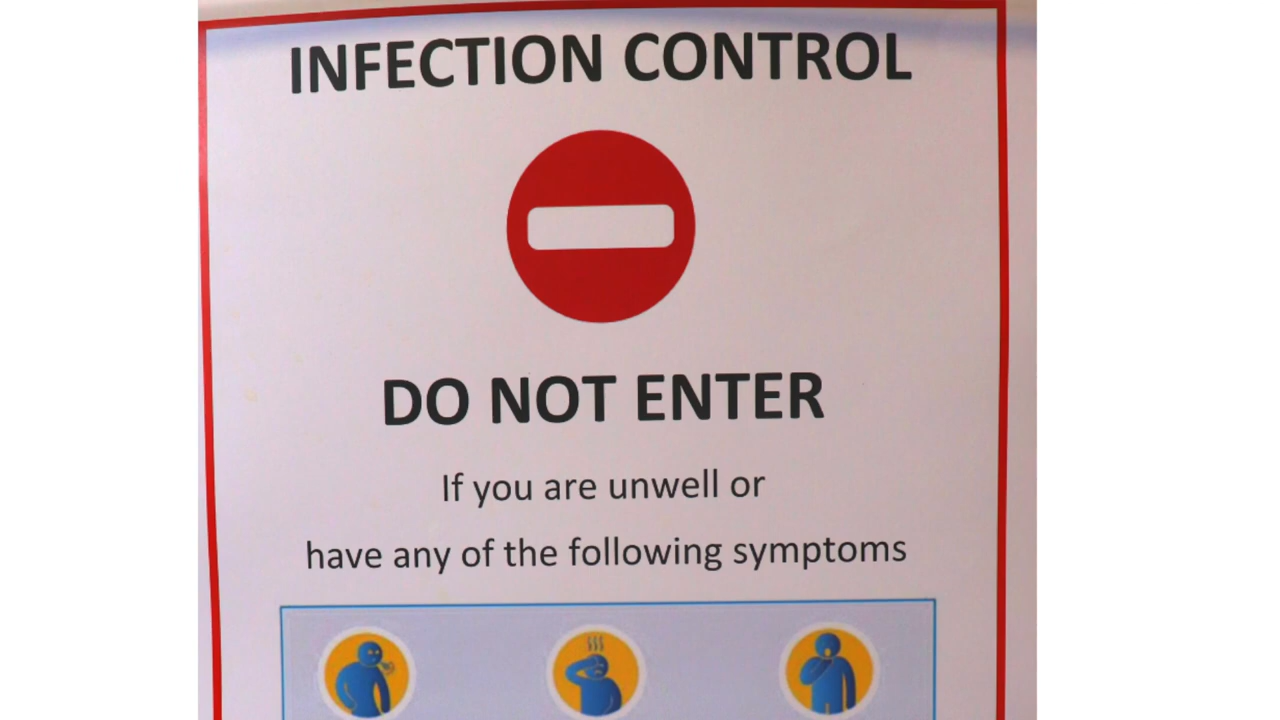 INFECTION CONTROL
DO NOT ENTER
If you are unwell or
have any of the following symptoms